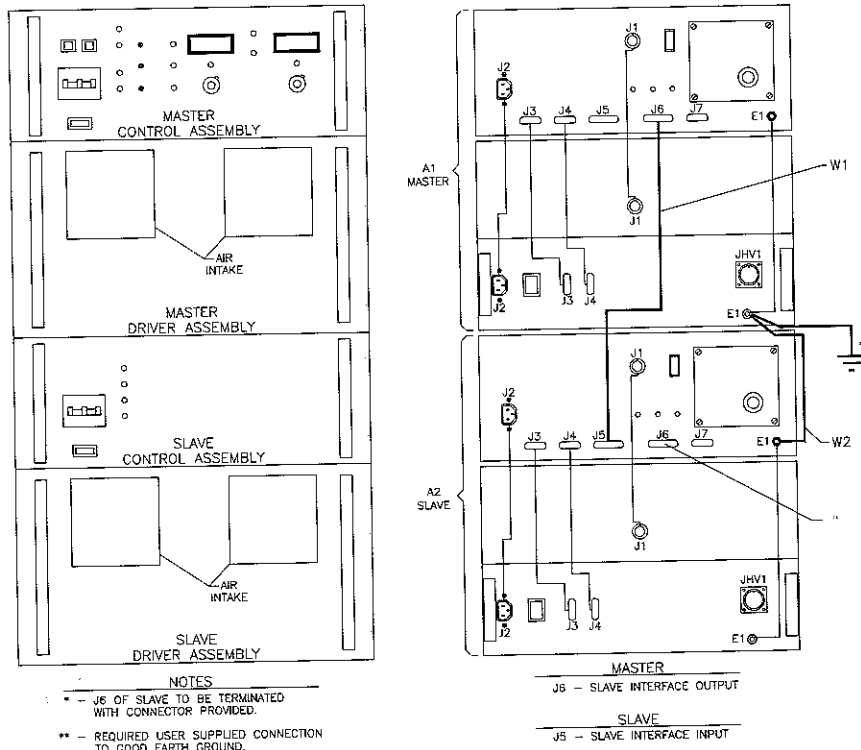 MASTER
CONTROL ASSEMBLY
AIR
INTAKE
MASTER
DRIVER ASSEMBLY
SLAVE
CONTROL ASSEMBLY
AIR
INTAKE
SLAVE
DRIVER ASSEMBLY
NOTES
* – J6 OF SLAVE TO BE TERMINATED
WITH CONNECTOR PROVIDED.
** – REQUIRED USER SUPPLIED CONNECTION
TO GOOD EARTH GROUND.
A1
MASTER
J2
J1
J3
J4
J5
J6
J7
E1
W1
J1
J2
J3
J4
JHV1
E1
A2
SLAVE
J2
J1
J3
J4
J5
J6
J7
E1
W2
J1
J2
J3
J4
JHV1
E1
MASTER
J6 – SLAVE INTERFACE OUTPUT
SLAVE
J5 – SLAVE INTERFACE INPUT